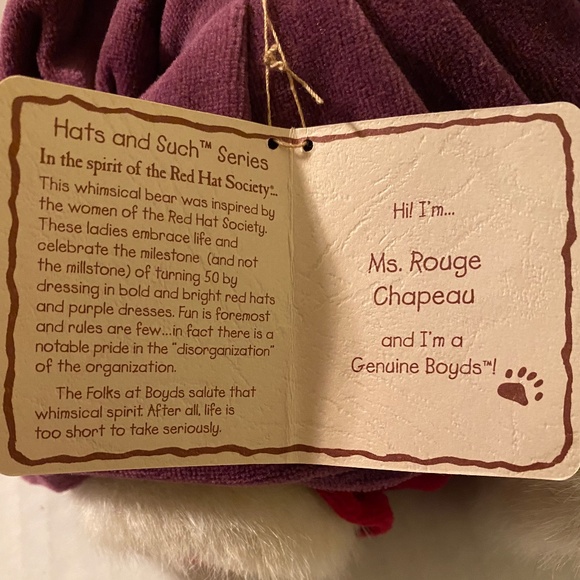 Hats and Such™ Series
In the spirit of the Red Hat Society℠...
This whimsical bear was inspired by
the women of the Red Hat Society.
These ladies embrace life and
celebrate the milestone (and not
the millstone) of turning 50 by
dressing in bold and bright red hats
and purple dresses. Fun is foremost
and rules are few...in fact there is a
notable pride in the "disorganization"
of the organization.
The Folks at Boyds salute that
whimsical spirit. After all, life is
too short to take seriously.
Hi! I'm...
Ms. Rouge
Chapeau
and I'm a
Genuine Boyds™!